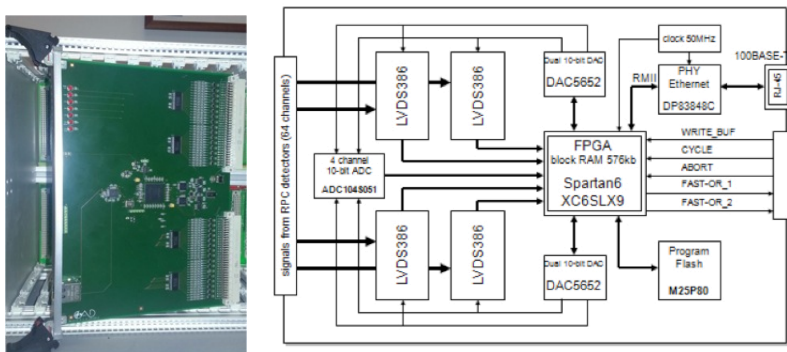 signals from RPC detectors (64 channels)
LVDS386
LVDS386
Dual 10-bit DAC
DAC5652
clock 50MHz
100BASE-T
RMII
PHY
Ethernet
DP83848C
RJ-45
4 channel
10-bit ADC
ADC104S051
FPGA
block RAM 576kb
Spartan6
XC6SLX9
WRITE_BUF
CYCLE
ABORT
FAST-OR_1
FAST-OR_2
LVDS386
LVDS386
Dual 10-bit DAC
DAC5652
Program
Flash
M25P80